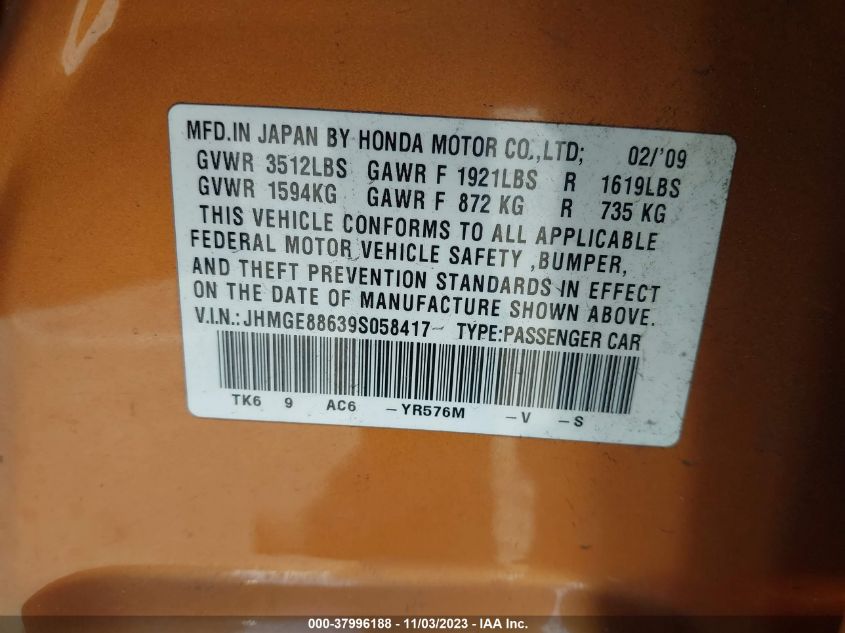 MFD.IN JAPAN BY HONDA MOTOR CO.,LTD; 02/'09
GVWR 3512LBS GAWR F 1921LBS R 1619LBS
GVWR 1594KG GAWR F 872 KG R 735 KG
THIS VEHICLE CONFORMS TO ALL APPLICABLE
FEDERAL MOTOR VEHICLE SAFETY ,BUMPER,
AND THEFT PREVENTION STANDARDS IN EFFECT
ON THE DATE OF MANUFACTURE SHOWN ABOVE.
V.I.N.: JHMGE88639S058417- TYPE:PASSENGER CAR
TK6 9 AC6 -YR576M -V -S
000-37996188 - 11/03/2023 - IAA Inc.